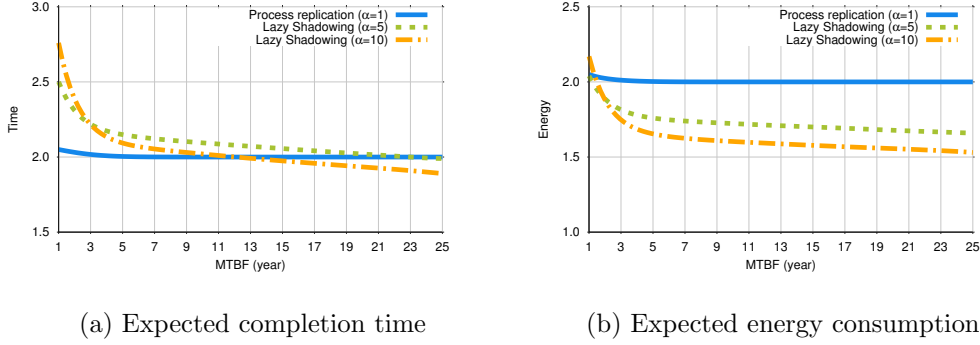 3.0
2.5
2.0
1.5
Time
Process replication (α=1)
Lazy Shadowing (α=5)
Lazy Shadowing (α=10)
1 3 5 7 9 11 13 15 17 19 21 23 25
MTBF (year)
(a) Expected completion time
2.5
2.0
1.5
1.0
Energy
Process replication (α=1)
Lazy Shadowing (α=5)
Lazy Shadowing (α=10)
1 3 5 7 9 11 13 15 17 19 21 23 25
MTBF (year)
(b) Expected energy consumption